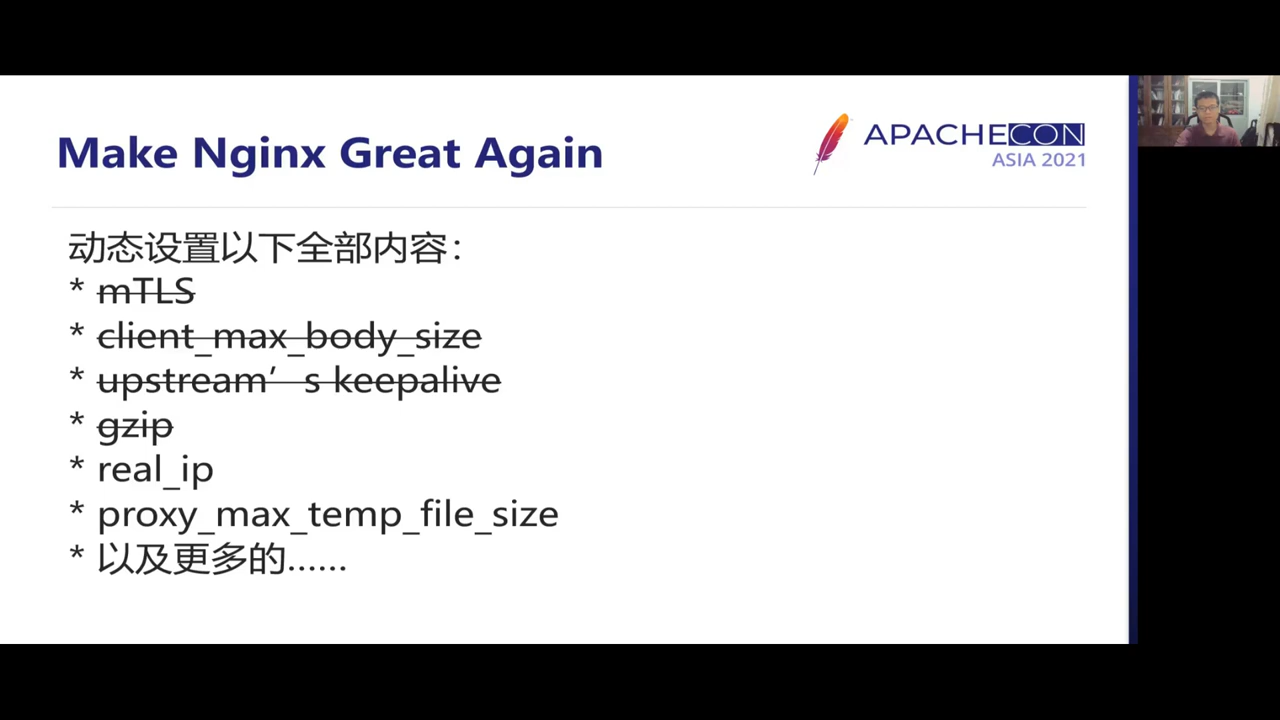 Make Nginx Great Again
APACHECON
ASIA 2021
动态设置以下全部内容：
* mTLS
* client_max_body_size
* upstream’s keepalive
* gzip
* real_ip
* proxy_max_temp_file_size
* 以及更多的......